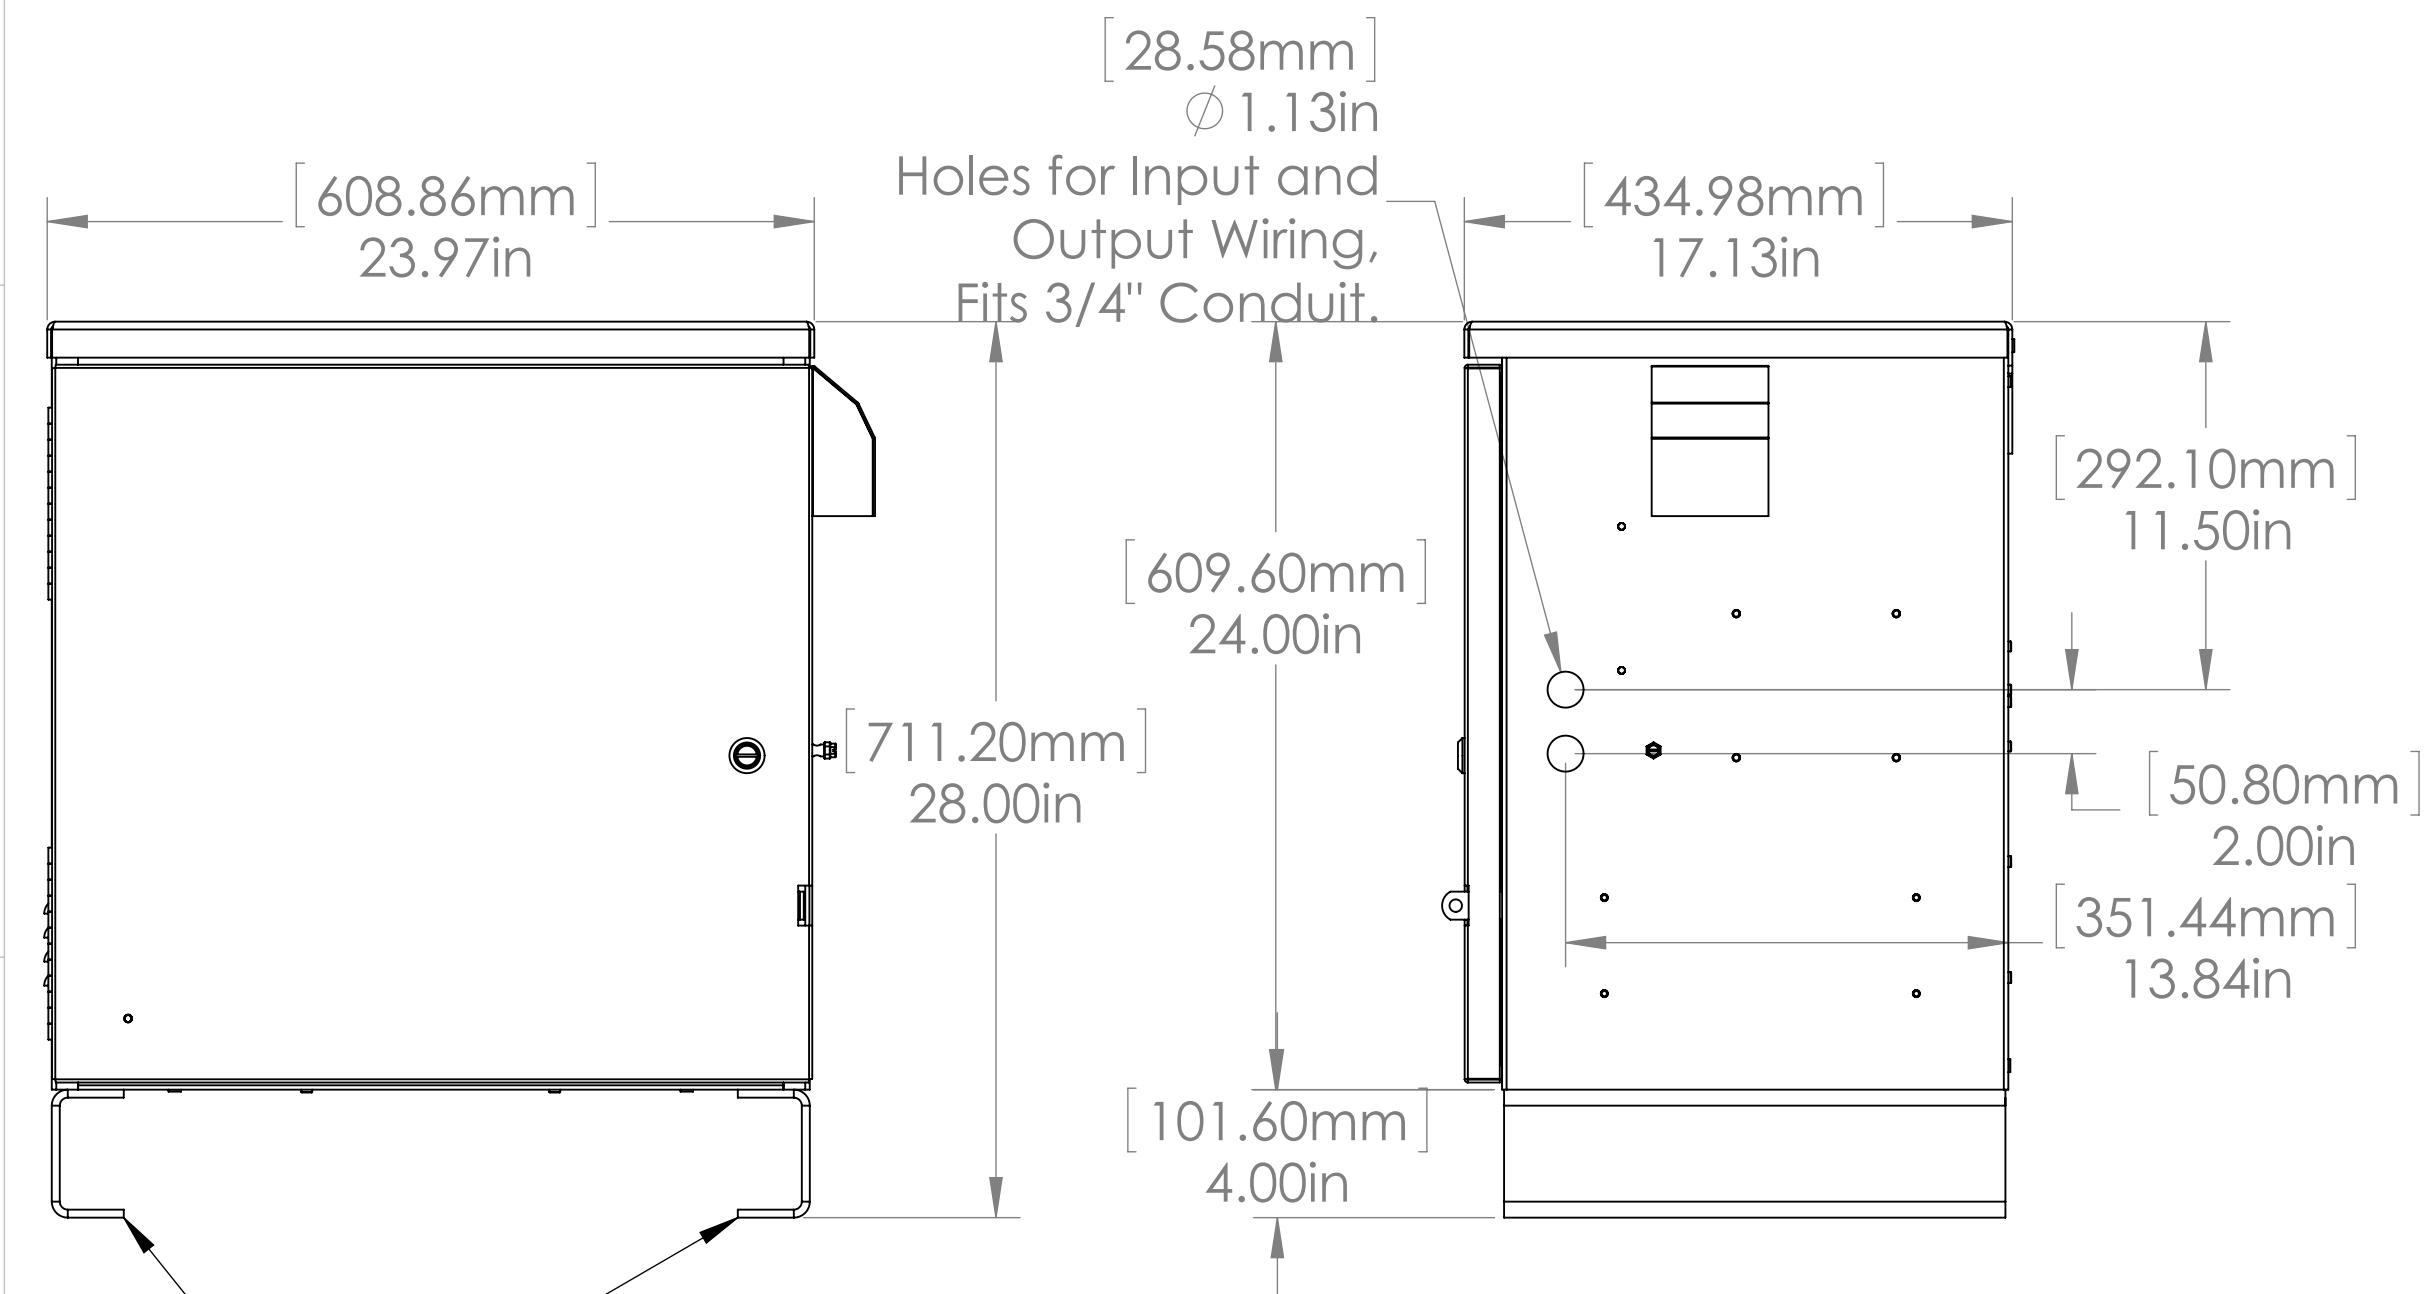 [28.58mm]
∅ 1.13in
Holes for Input and
Output Wiring,
Fits 3/4" Conduit.
[608.86mm]
23.97in
[434.98mm]
17.13in
[292.10mm]
11.50in
[609.60mm]
24.00in
[711.20mm]
28.00in
[50.80mm]
2.00in
[351.44mm]
13.84in
[101.60mm]
4.00in